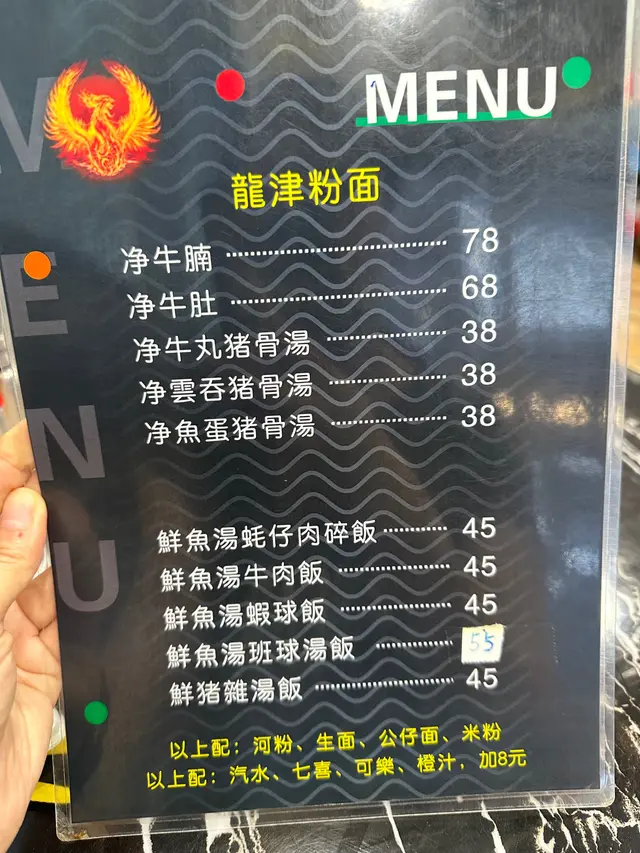 MENU
龍津粉面
净牛腩 78
净牛肚 68
净牛丸猪骨湯 38
净雲吞猪骨湯 38
净魚蛋猪骨湯 38
鮮魚湯蚝仔肉碎飯 45
鮮魚湯牛肉飯 45
鮮魚湯蝦球飯 45
鮮魚湯班球湯飯 55
鮮猪雜湯飯 45
以上配：河粉、生面、公仔面、米粉
以上配：汽水、七喜、可樂、橙汁，加8元
MENU